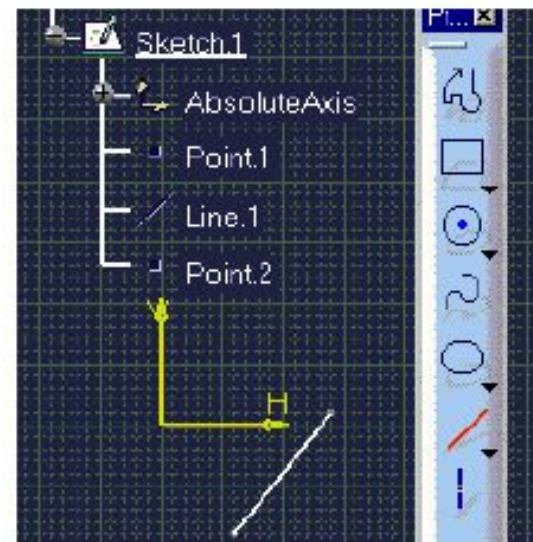 Sketch.1
AbsoluteAxis
Point.1
Line.1
Point.2
V
H